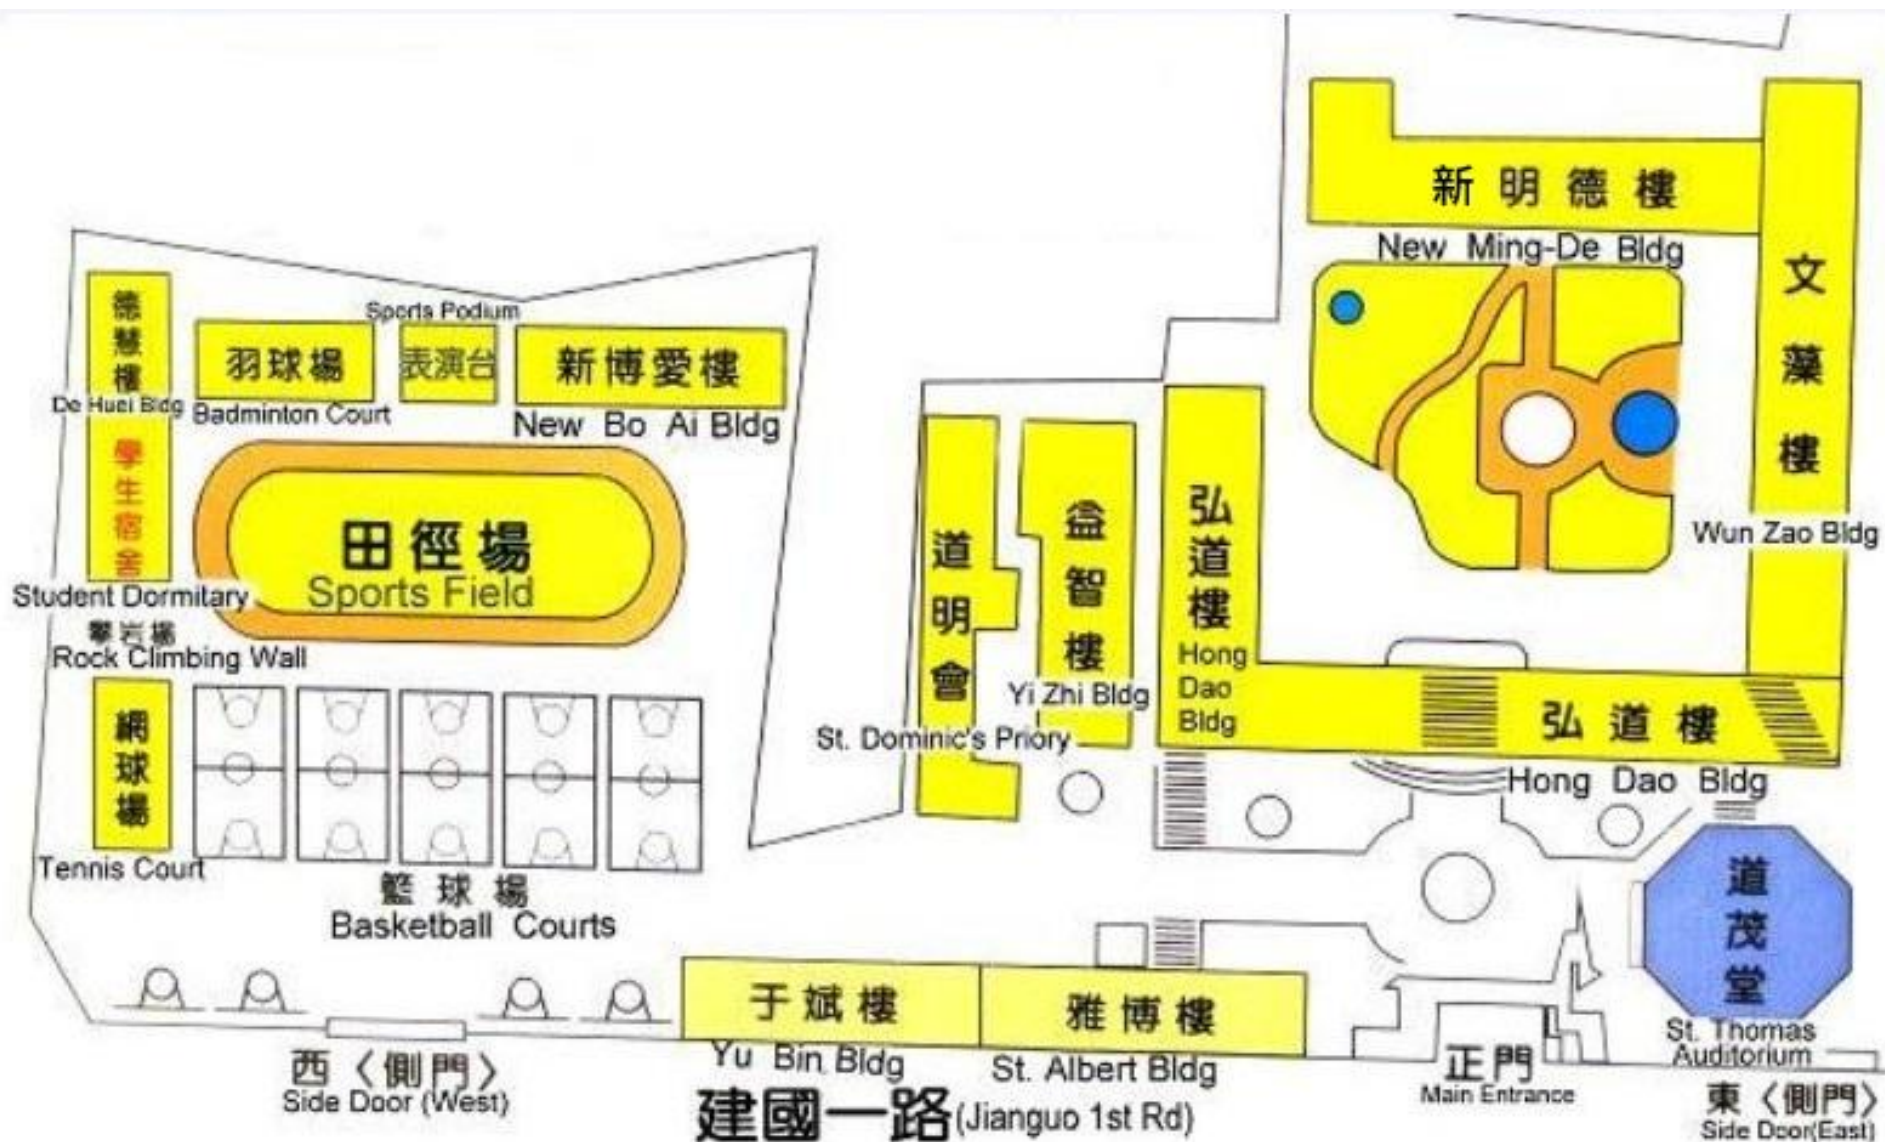 新明德樓
New Ming-De Bldg
文藻樓
Wun Zao Bldg
德慧樓
De Huei Bldg
羽球場
Badminton Court
Sports Podium
表演台
新博愛樓
New Bo Ai Bldg
學生宿舍
Student Dormitary
田徑場
Sports Field
攀岩場
Rock Climbing Wall
網球場
Tennis Court
籃球場
Basketball Courts
道明會
St. Dominic's Priory
益智樓
Yi Zhi Bldg
弘道樓
Hong
Dao
Bldg
弘道樓
Hong Dao Bldg
道茂堂
St. Thomas
Auditorium
于斌樓
Yu Bin Bldg
雅博樓
St. Albert Bldg
西〈側門〉
Side Door (West)
建國一路(Jianguo 1st Rd)
正門
Main Entrance
東〈側門〉
Side Door(East)